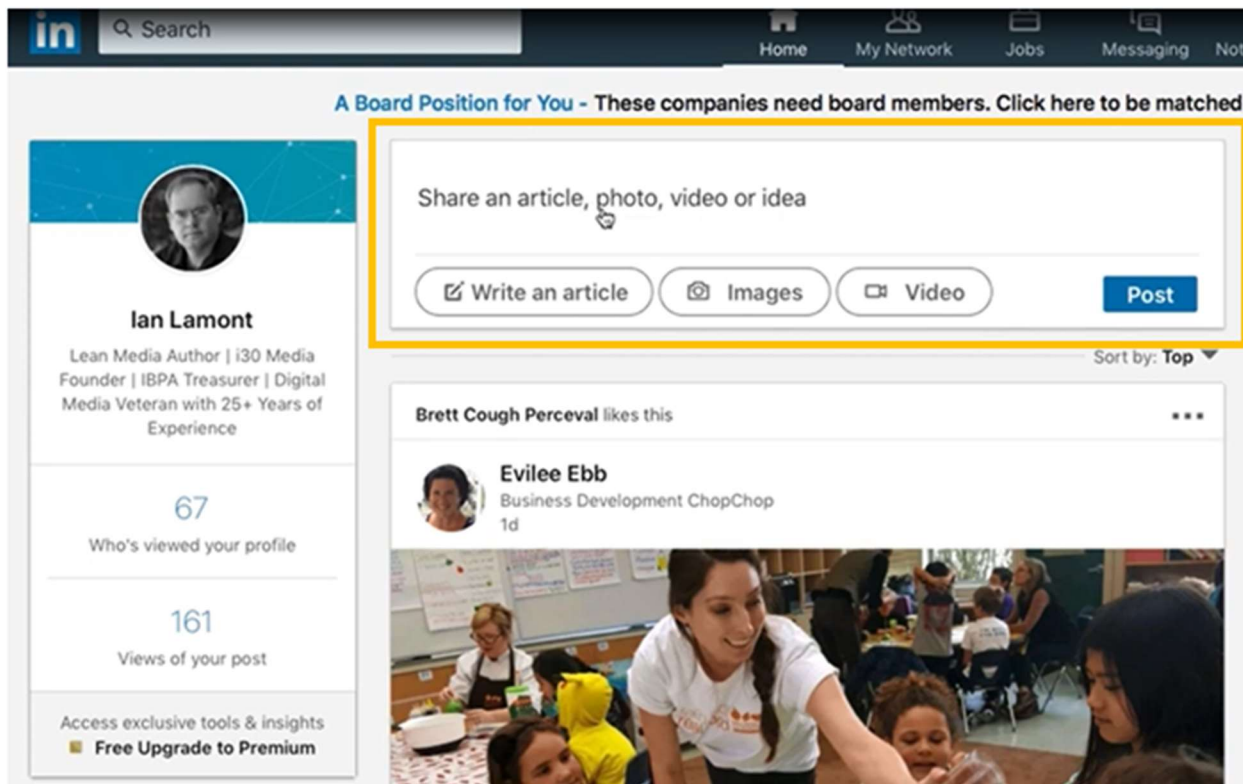 in
Search
Home
My Network
Jobs
Messaging
Not
A Board Position for You - These companies need board members. Click here to be matched
Share an article, photo, video or idea
Write an article
Images
Video
Post
Ian Lamont
Lean Media Author | i30 Media
Founder | IBPA Treasurer | Digital
Media Veteran with 25+ Years of
Experience
67
Who's viewed your profile
161
Views of your post
Access exclusive tools & insights
Free Upgrade to Premium
Sort by: Top
Brett Cough Perceval likes this
Evilee Ebb
Business Development ChopChop
1d